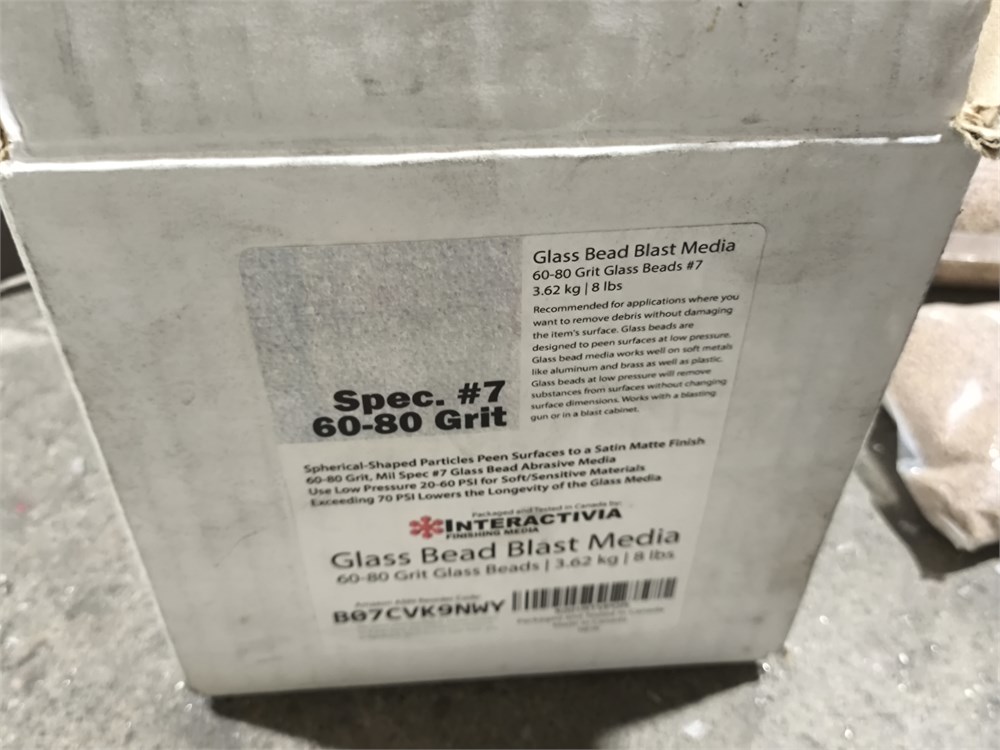 Glass Bead Blast Media
60-80 Grit Glass Beads #7
3.62 kg | 8 lbs
Recommended for applications where you
want to remove debris without damaging
the item's surface. Glass beads are
designed to peen surfaces at low pressure.
Glass bead media works well on soft metals
like aluminum and brass as well as plastic.
Glass beads at low pressure will remove
substances from surfaces without changing
surface dimensions. Works with a blasting
gun or in a blast cabinet.
Spec. #7
60-80 Grit
Spherical-Shaped Particles Peen Surfaces to a Satin Matte Finish
60-80 Grit, Mil Spec #7 Glass Bead Abrasive Media
Use Low Pressure 20-60 PSI for Soft/Sensitive Materials
Exceeding 70 PSI Lowers the Longevity of the Glass Media
Packaged and Tested in Canada by:
INTERACTIVIA
FINISHING MEDIA
Glass Bead Blast Media
60-80 Grit Glass Beads | 3.62 kg | 8 lbs
B07CVK9NWY